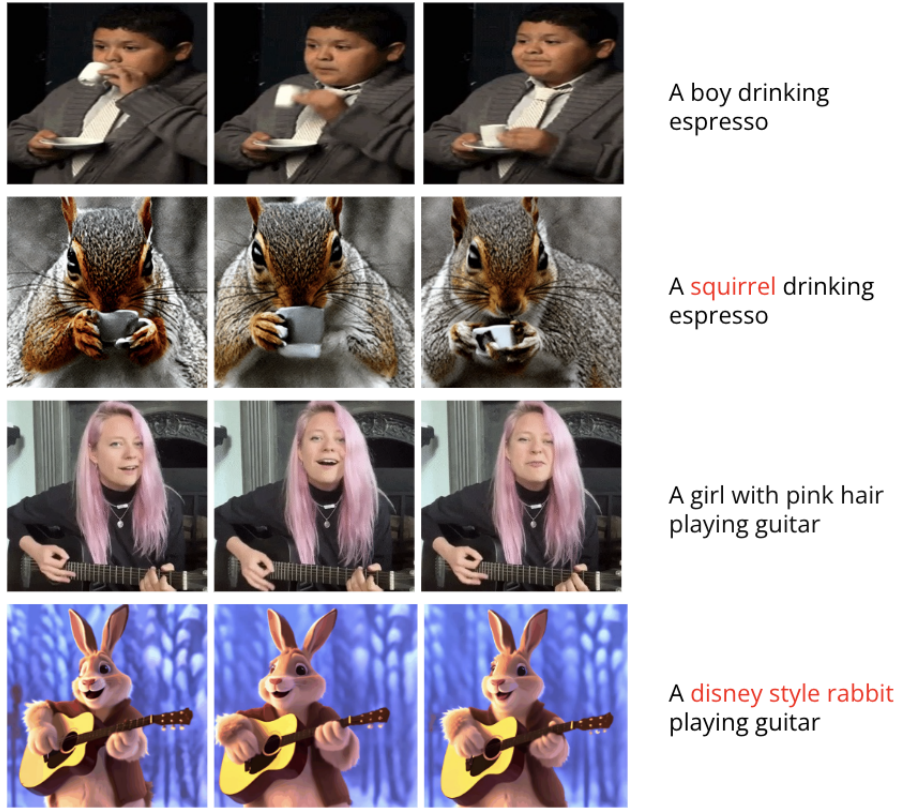 A boy drinking
espresso
A squirrel drinking
espresso
A girl with pink hair
playing guitar
A disney style rabbit
playing guitar